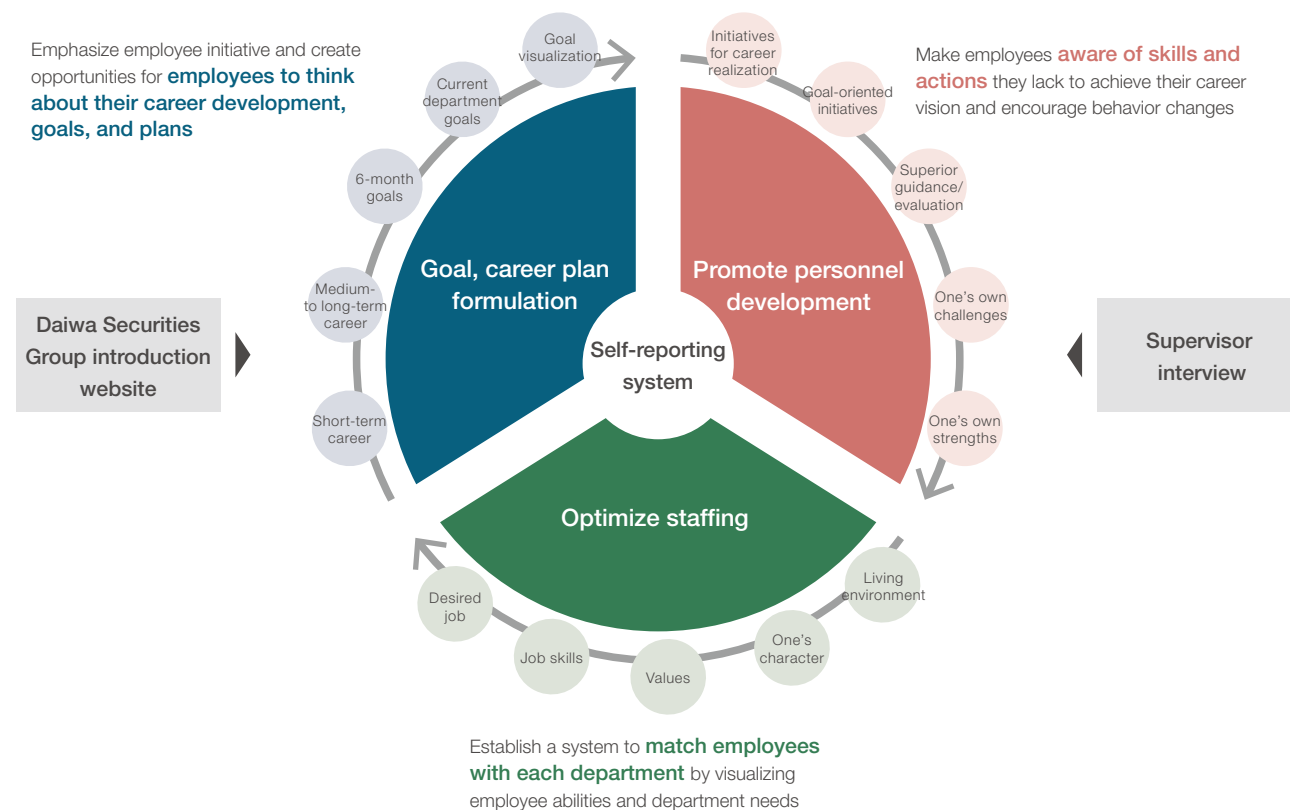 Emphasize employee initiative and create
opportunities for employees to think
about their career development,
goals, and plans
Goal
visualization
Current
department
goals
6-month
goals
Medium-
to long-term
career
Short-term
career
Initiatives
for career
realization
Goal-oriented
initiatives
Superior
guidance/
evaluation
One's own
challenges
One's own
strengths
Make employees aware of skills and
actions they lack to achieve their career
vision and encourage behavior changes
Goal, career plan
formulation
Promote personnel
development
Self-reporting
system
Daiwa Securities
Group introduction
website
Supervisor
interview
Optimize staffing
Living
environment
One's
character
Values
Job skills
Desired
job
Establish a system to match employees
with each department by visualizing
employee abilities and department needs